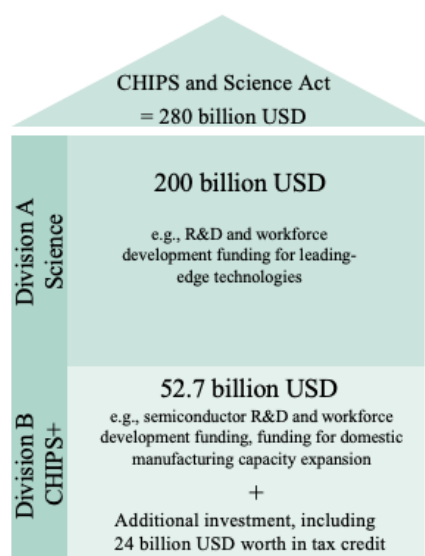 CHIPS and Science Act
= 280 billion USD
Division A
Science
200 billion USD
e.g., R&D and workforce
development funding for leading-
edge technologies
Division B
CHIPS+
52.7 billion USD
e.g., semiconductor R&D and workforce
development funding, funding for domestic
manufacturing capacity expansion
+
Additional investment, including
24 billion USD worth in tax credit